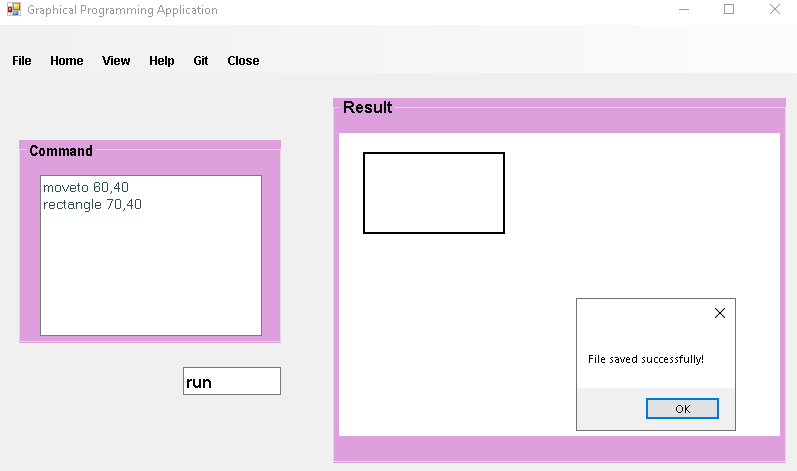 Graphical Programming Application
File Home View Help Git Close
Command
moveto 60,40
rectangle 70,40
run
Result
File saved successfully!
OK